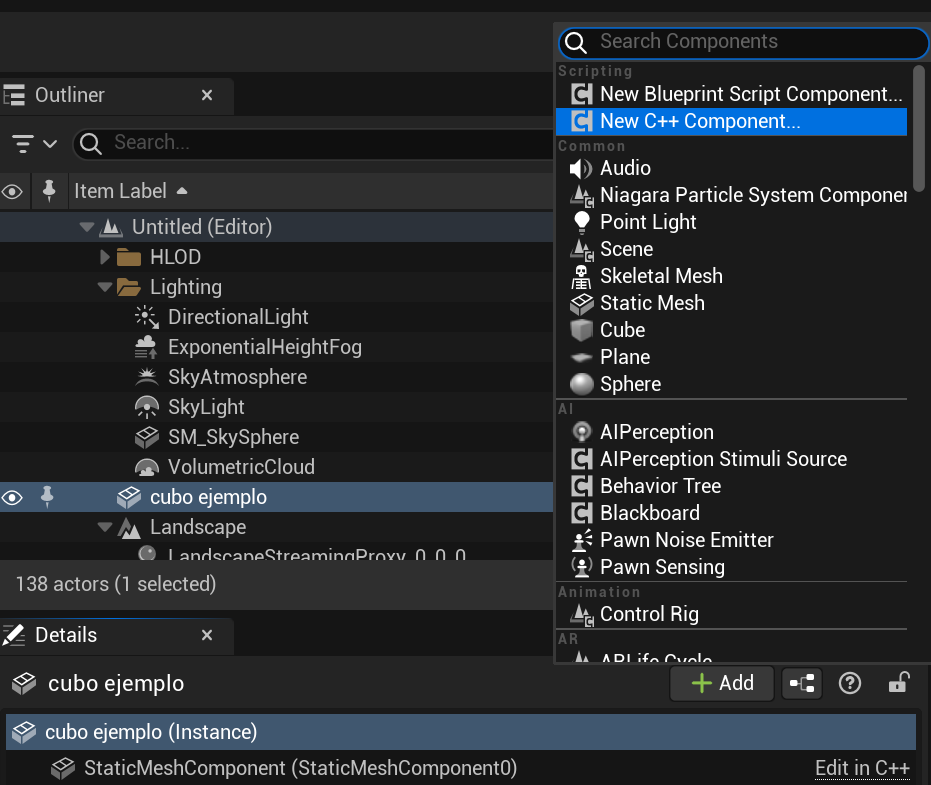 Outliner
Search...
Item Label
Untitled (Editor)
HLOD
Lighting
DirectionalLight
ExponentialHeightFog
SkyAtmosphere
SkyLight
SM_SkySphere
VolumetricCloud
cubo ejemplo
Landscape
LandscapeStreamingProxy_0_0_0
138 actors (1 selected)
Search Components
Scripting
New Blueprint Script Component...
New C++ Component...
Common
Audio
Niagara Particle System Componen
Point Light
Scene
Skeletal Mesh
Static Mesh
Cube
Plane
Sphere
AI
AIPerception
AIPerception Stimuli Source
Behavior Tree
Blackboard
Pawn Noise Emitter
Pawn Sensing
Animation
Control Rig
AR
ARLife Cycle
Details
cubo ejemplo
Add
cubo ejemplo (Instance)
StaticMeshComponent (StaticMeshComponent0)
Edit in C++